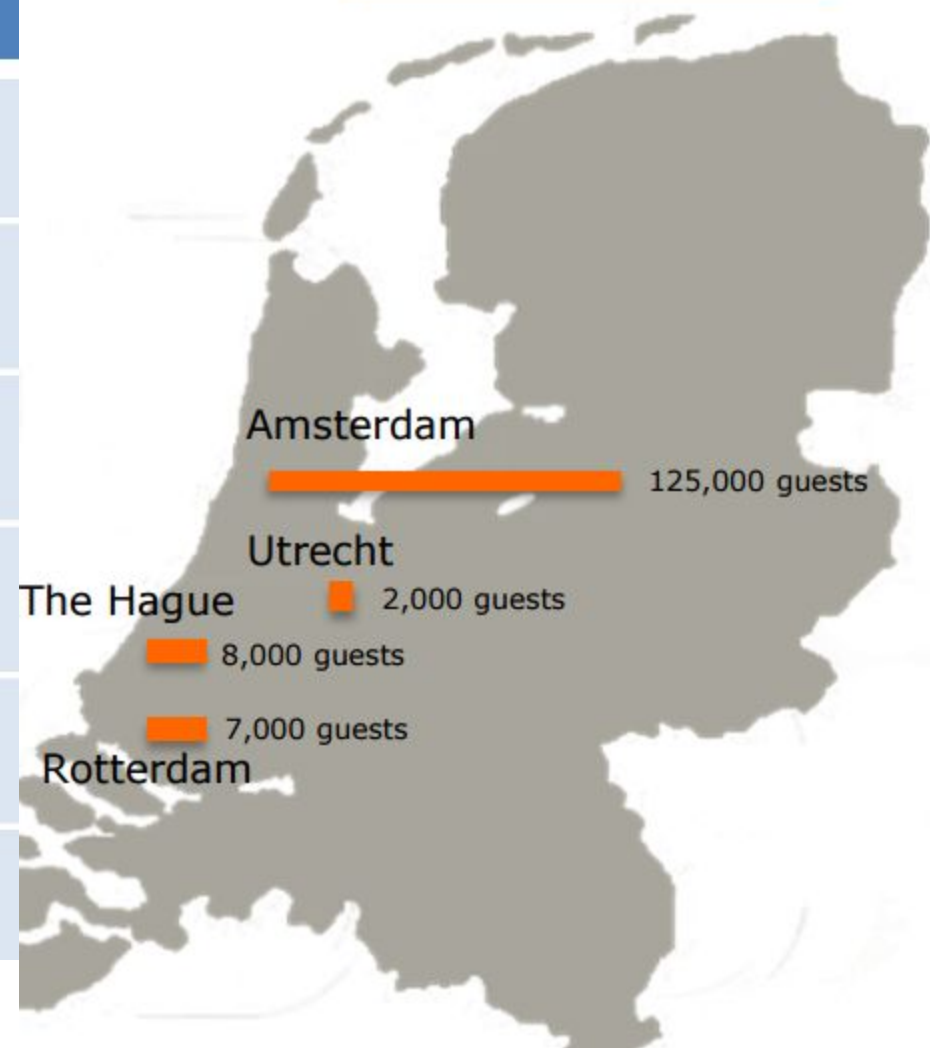 Amsterdam
125,000 guests
Utrecht
2,000 guests
The Hague
8,000 guests
7,000 guests
Rotterdam